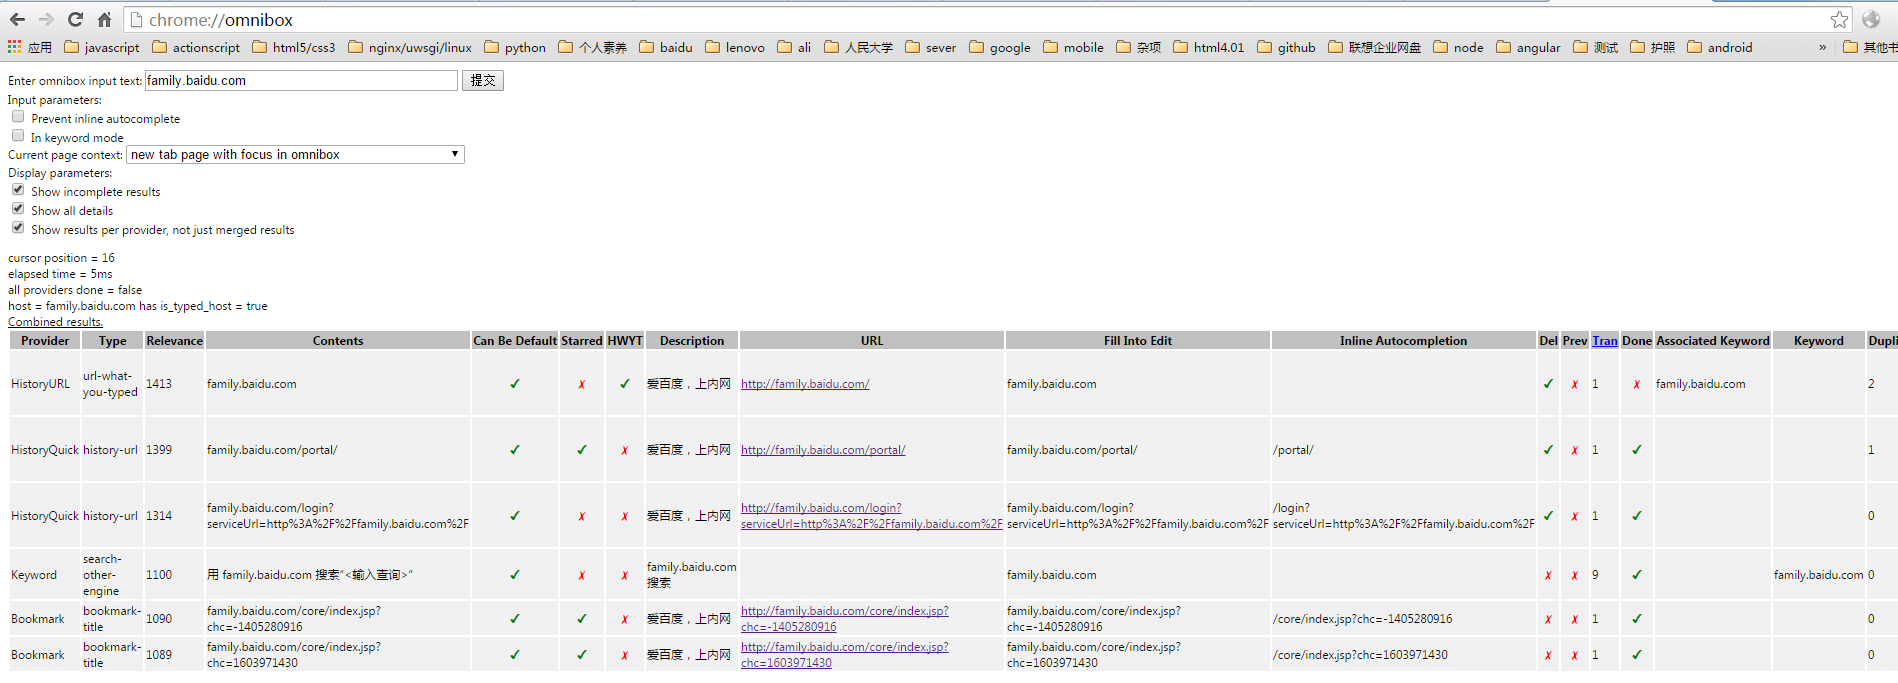 chrome://omnibox
应用 javascript actionscript html5/css3 nginx/uwsgi/linux python 个人素养 baidu lenovo ali 人民大学 sever google mobile 杂项 html4.01 github 联想企业网盘 node angular 测试 护照 android » 其他书
Enter omnibox input text: family.baidu.com 提交
Input parameters:
Prevent inline autocomplete
In keyword mode
Current page context: new tab page with focus in omnibox
Display parameters:
Show incomplete results
Show all details
Show results per provider, not just merged results
cursor position = 16
elapsed time = 5ms
all providers done = false
host = family.baidu.com has is_typed_host = true
Combined results.
Provider Type Relevance Contents Can Be Default Starred HWYT Description URL Fill Into Edit Inline Autocompletion Del Prev Tran Done Associated Keyword Keyword Dupli
HistoryURL url-what-you-typed 1413 family.baidu.com ✔ ✗ ✔ 爱百度，上内网 http://family.baidu.com/ family.baidu.com ✔ ✗ 1 ✗ family.baidu.com 2
HistoryQuick history-url 1399 family.baidu.com/portal/ ✔ ✔ ✗ 爱百度，上内网 http://family.baidu.com/portal/ family.baidu.com/portal/ /portal/ ✔ ✗ 1 ✔ 1
HistoryQuick history-url 1314 family.baidu.com/login?serviceUrl=http%3A%2F%2Ffamily.baidu.com%2F ✔ ✗ ✗ 爱百度，上内网 http://family.baidu.com/login?serviceUrl=http%3A%2F%2Ffamily.baidu.com%2F family.baidu.com/login?serviceUrl=http%3A%2F%2Ffamily.baidu.com%2F /login?serviceUrl=http%3A%2F%2Ffamily.baidu.com%2F ✔ ✗ 1 ✔ 0
Keyword search-other-engine 1100 用 family.baidu.com 搜索“<输入查询>” ✔ ✗ ✗ family.baidu.com 搜索 family.baidu.com ✗ ✗ 9 ✔ family.baidu.com 0
Bookmark bookmark-title 1090 family.baidu.com/core/index.jsp?chc=-1405280916 ✔ ✔ ✗ 爱百度，上内网 http://family.baidu.com/core/index.jsp?chc=-1405280916 family.baidu.com/core/index.jsp?chc=-1405280916 /core/index.jsp?chc=-1405280916 ✗ ✗ 1 ✔ 0
Bookmark bookmark-title 1089 family.baidu.com/core/index.jsp?chc=1603971430 ✔ ✔ ✗ 爱百度，上内网 http://family.baidu.com/core/index.jsp?chc=1603971430 family.baidu.com/core/index.jsp?chc=1603971430 /core/index.jsp?chc=1603971430 ✗ ✗ 1 ✔ 0